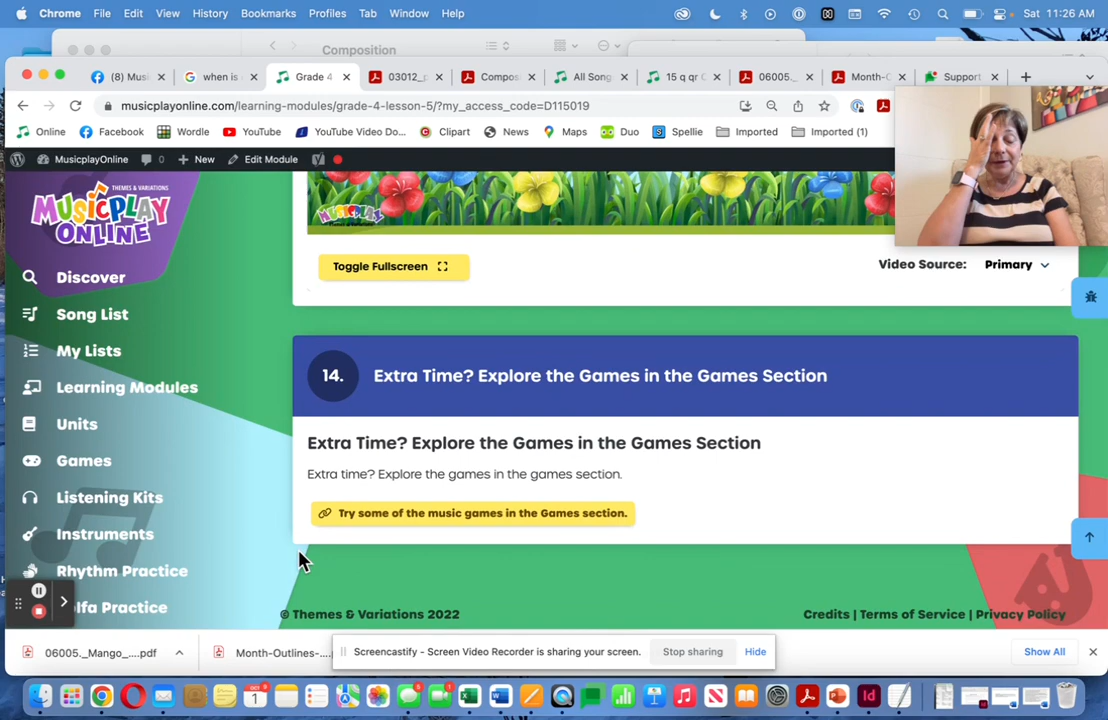 Chrome File Edit View History Bookmarks Profiles Tab Window Help
Sat 11:26 AM
Composition
(8) Mus
when is
Grade 4
03012_
Compos
All Song
15 q qr
06005.
Month-C
Support
musicplayonline.com/learning-modules/grade-4-lesson-5/?my_access_code=D115019
Online Facebook Wordle YouTube YouTube Video Do... Clipart News Maps Duo Spellie Imported Imported (1)
MusicplayOnline New Edit Module
THEMES & VARIATIONS
MUSICPLAY
ONLINE
Discover
Song List
My Lists
Learning Modules
Units
Games
Listening Kits
Instruments
Rhythm Practice
olfa Practice
MUSICPLAY
Toggle Fullscreen
Video Source: Primary
14. Extra Time? Explore the Games in the Games Section
Extra Time? Explore the Games in the Games Section
Extra time? Explore the games in the games section.
Try some of the music games in the Games section.
© Themes & Variations 2022
Credits | Terms of Service | Privacy Policy
06005._Mango_....pdf
Month-Outlines-....p
Screencastify - Screen Video Recorder is sharing your screen.
Stop sharing
Hide
Show All